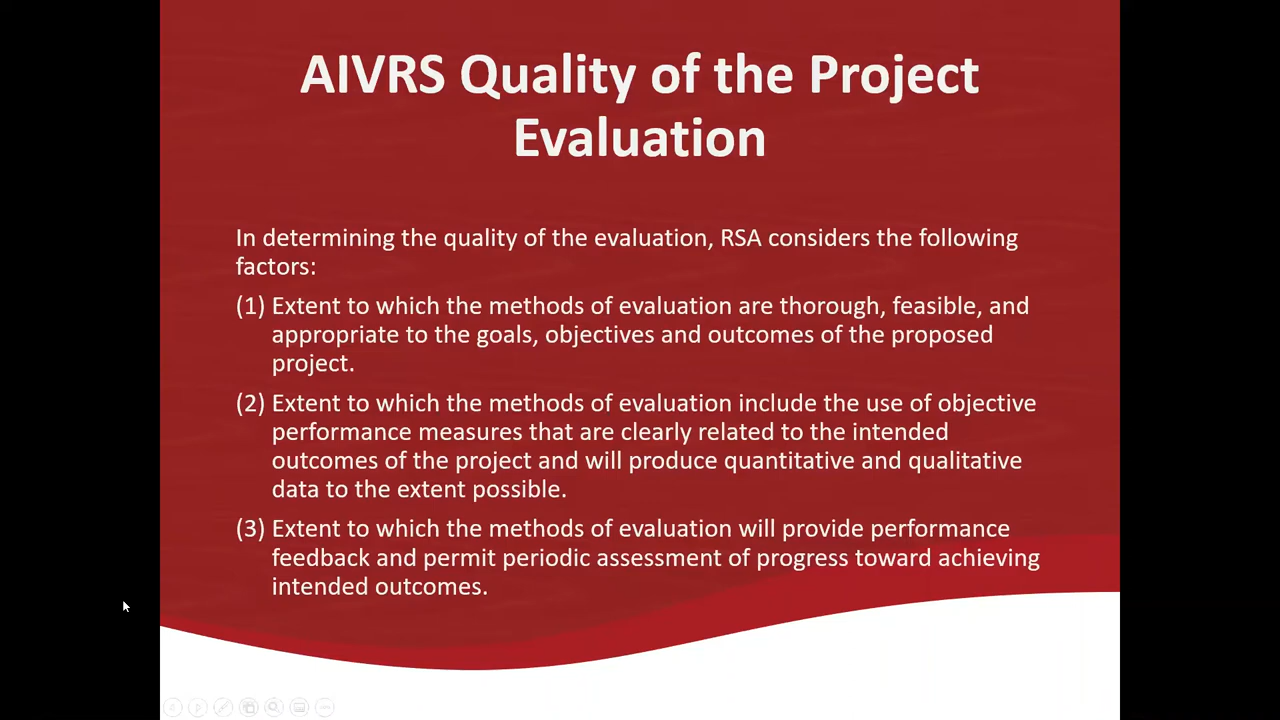 AIVRS Quality of the Project
Evaluation
In determining the quality of the evaluation, RSA considers the following
factors:
(1) Extent to which the methods of evaluation are thorough, feasible, and
appropriate to the goals, objectives and outcomes of the proposed
project.
(2) Extent to which the methods of evaluation include the use of objective
performance measures that are clearly related to the intended
outcomes of the project and will produce quantitative and qualitative
data to the extent possible.
(3) Extent to which the methods of evaluation will provide performance
feedback and permit periodic assessment of progress toward achieving
intended outcomes.